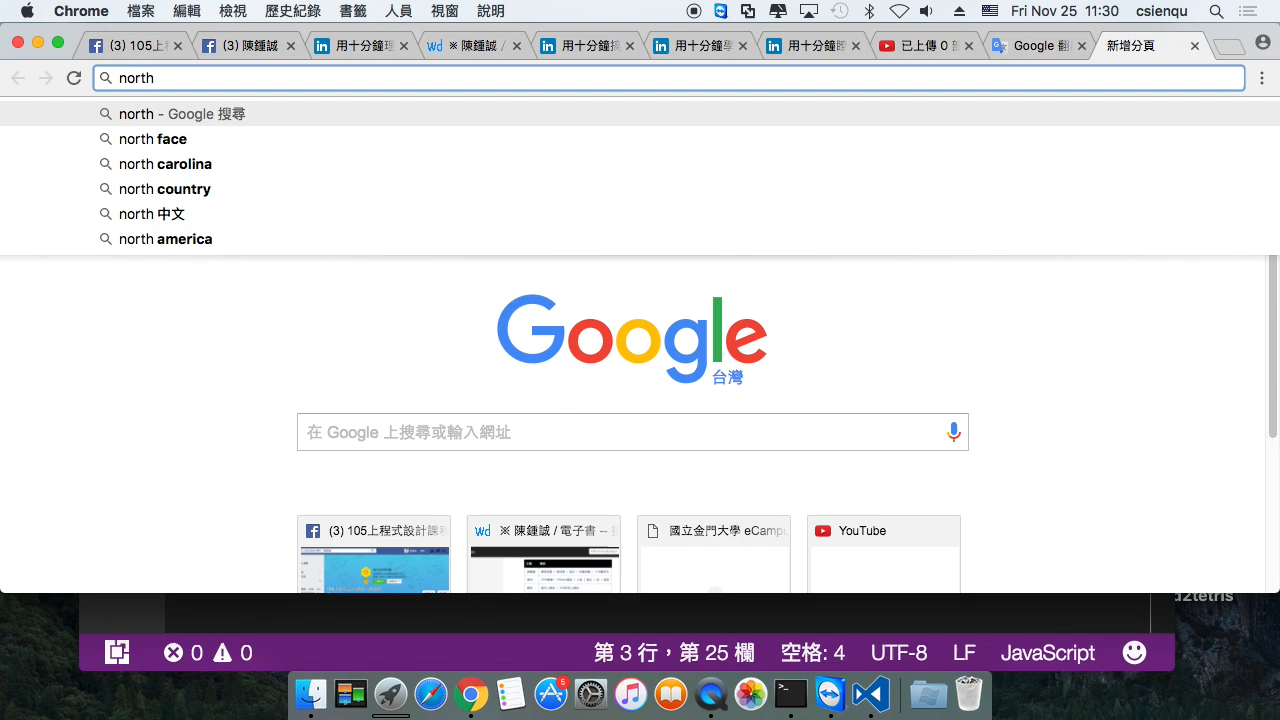 Chrome 檔案 編輯 檢視 歷史紀錄 書籤 人員 視窗 說明 Fri Nov 25 11:30 csienqu
(3) 105上 (3) 陳鍾誠 用十分鐘理 ※ 陳鍾誠 / 用十分鐘 用十分鐘學 用十分鐘 已上傳 0 Google 翻 新增分頁
north
north - Google 搜尋
north face
north carolina
north country
north 中文
north america
Google
台灣
在 Google 上搜尋或輸入網址
(3) 105上程式設計課 ※ 陳鍾誠 / 電子書 -- 國立金門大學 eCampu YouTube
d2tetris
0 0 第 3 行，第 25 欄 空格: 4 UTF-8 LF JavaScript
5